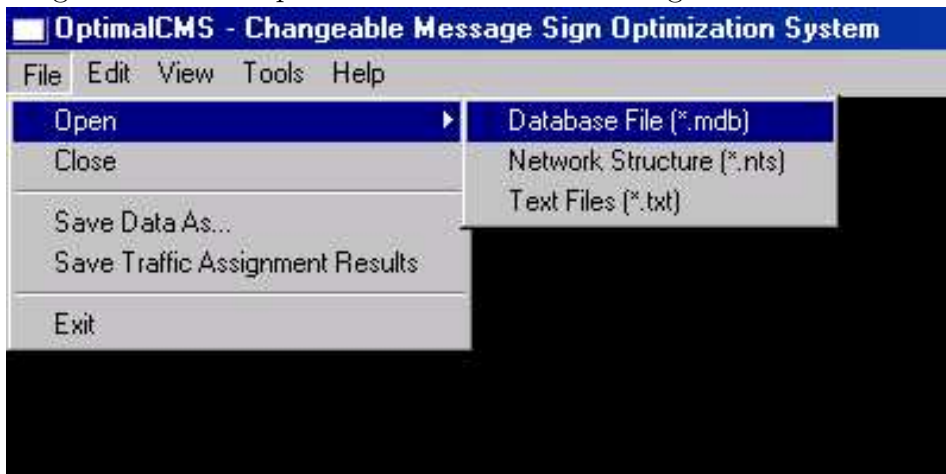 OptimalCMS - Changeable Message Sign Optimization System
File Edit View Tools Help
Open
Database File (*.mdb)
Close
Network Structure (*.nts)
Text Files (*.txt)
Save Data As...
Save Traffic Assignment Results
Exit